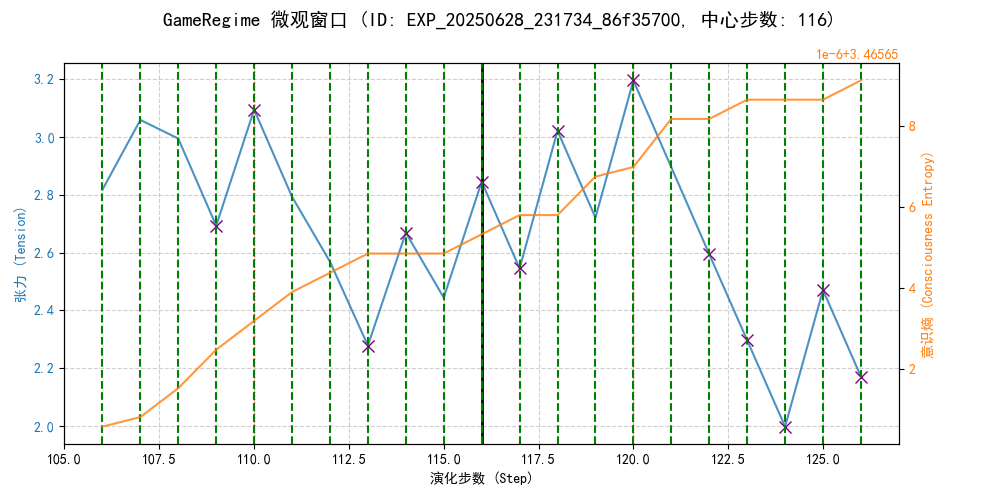 GameRegime 微观窗口 (ID: EXP_20250628_231734_86f35700, 中心步数: 116)
1e-6+3.46565
3.2
3.0
2.8
2.6
2.4
2.2
2.0
张力 (Tension)
8
6
4
2
意识熵 (Consciousness Entropy)
105.0 107.5 110.0 112.5 115.0 117.5 120.0 122.5 125.0
演化步数 (Step)